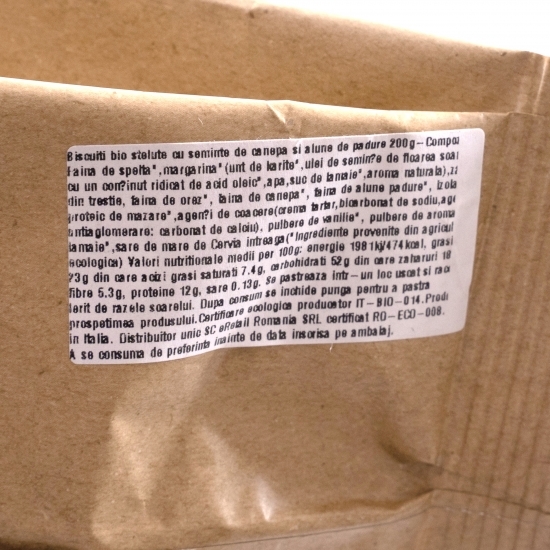 Biscuiti bio stelute cu seminte de canepa si alune de padure 200g-Compoz
Faina de spelta*,margarina*(unt de karite*,ulei de semin?e de floarea soar
cu un con?inut ridicat de acid oleic*,apa,suc de lamaie*,aroma naturala),za
din trestie, faina de orez*, faina de canepa*, faina de alune padure*, izola
proteic de mazare*,agen?i de coacere(crema tartar,bicarbonat de sodiu,age
antiaglomerare: carbonat de calciu), pulbere de vanilie*, pulbere de aroma
lamaie*,sare de mare de Cervia intreaga(*Ingrediente provenite din agricul
ecologica) Valori nutritionale medii per 100g: energie 1981kj/474kcal, grasi
23g din care acizi grasi saturati 7.4g, carbohidrati 52g din care zaharuri 18
fibre 5.3g, proteine 12g, sare 0.13g. Se pastreaza intr-un loc uscat si raco
ferit de razele soarelui. Dupa consum se inchide punga pentru a pastra
prospetimea produsului.Certificare ecologica producator IT-BIO-014.Produ
in Italia. Distribuitor unic SC eRetail Romania SRL certificat RO-ECO-008.
A se consuma de preferinta inainte de data inscrisa pe ambalaj.